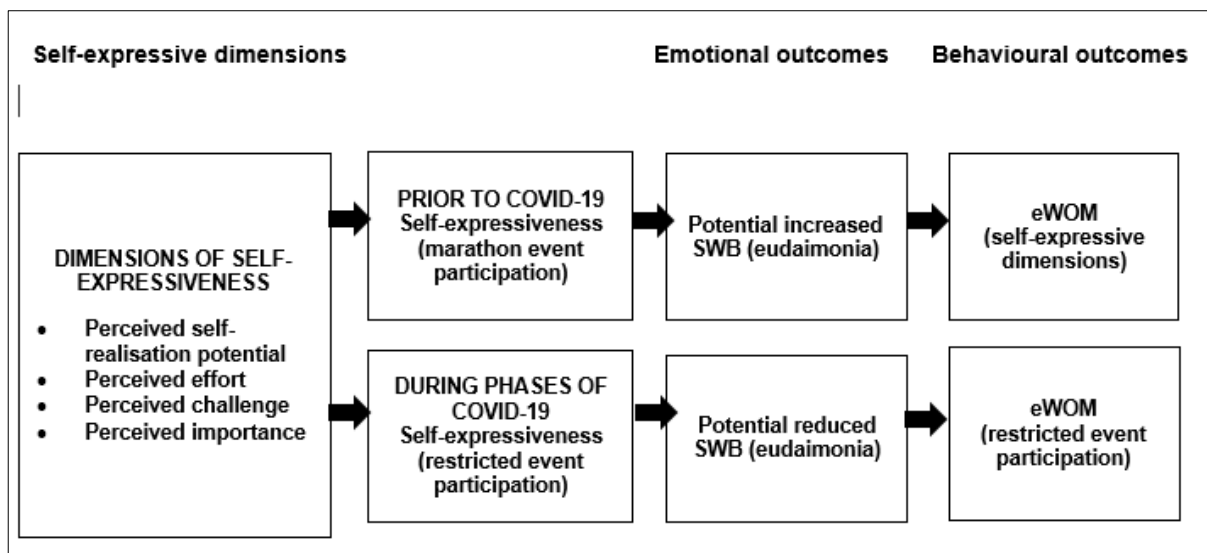 Self-expressive dimensions
Emotional outcomes
Behavioural outcomes
DIMENSIONS OF SELF-
EXPRESSIVENESS
• Perceived self-
realisation potential
• Perceived effort
• Perceived challenge
• Perceived importance
PRIOR TO COVID-19
Self-expressiveness
(marathon event
participation)
Potential increased
SWB (eudaimonia)
eWOM
(self-expressive
dimensions)
DURING PHASES OF
COVID-19
Self-expressiveness
(restricted event
participation)
Potential reduced
SWB (eudaimonia)
eWOM
(restricted event
participation)